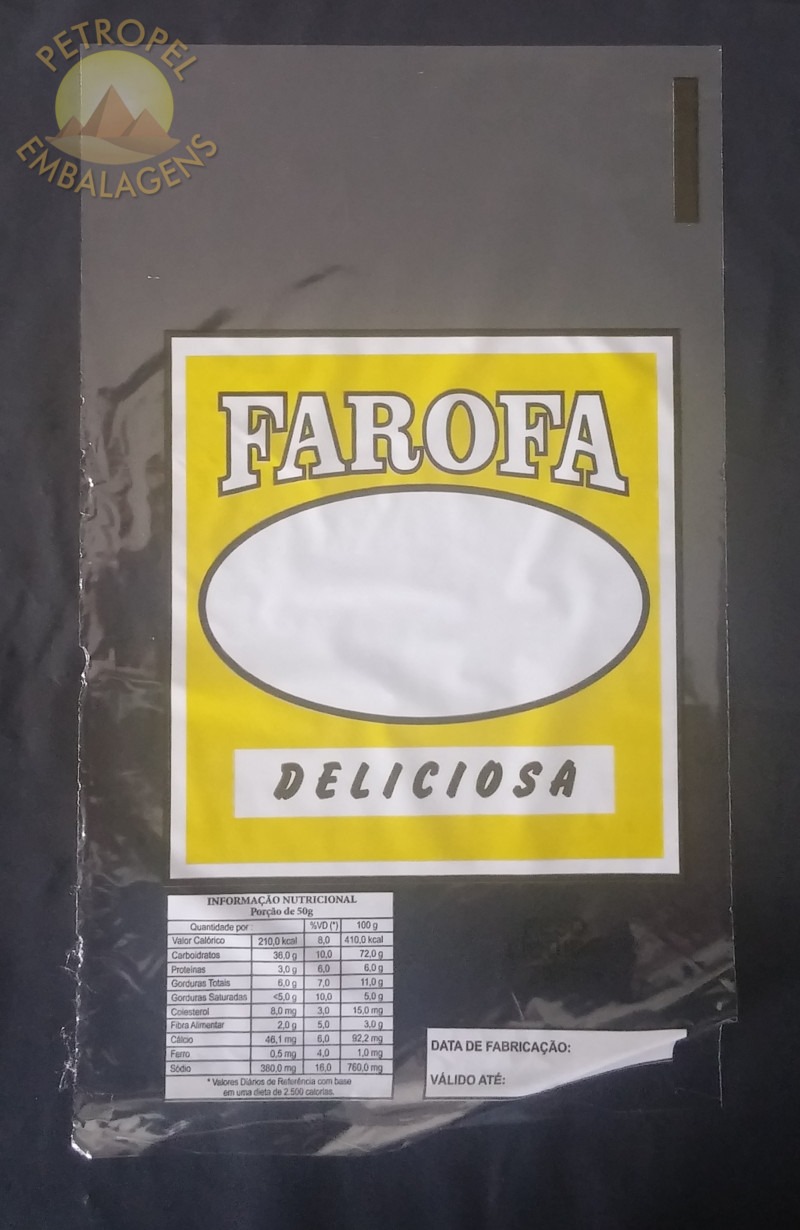 PETROPEL
EMBALAGENS
FAROFA
DELICIOSA
INFORMAÇÃO NUTRICIONAL
Porção de 50g
Quantidade por %VD (*) 100 g
Valor Calórico 210,0 kcal 8,0 410,0 kcal
Carboidratos 36,0 g 10,0 72,0 g
Proteínas 3,0 g 6,0 6,0 g
Gorduras Totais 6,0 g 7,0 11,0 g
Gorduras Saturadas <5,0 g 10,0 5,0 g
Colesterol 8,0 mg 3,0 15,0 mg
Fibra Alimentar 2,0 g 5,0 3,0 g
Cálcio 46,1 mg 6,0 92,2 mg
Ferro 0,5 mg 4,0 1,0 mg
Sódio 380,0 mg 16,0 760,0 mg
* Valores Diários de Referência com base
em uma dieta de 2.500 calorias.
DATA DE FABRICAÇÃO:
VÁLIDO ATÉ: